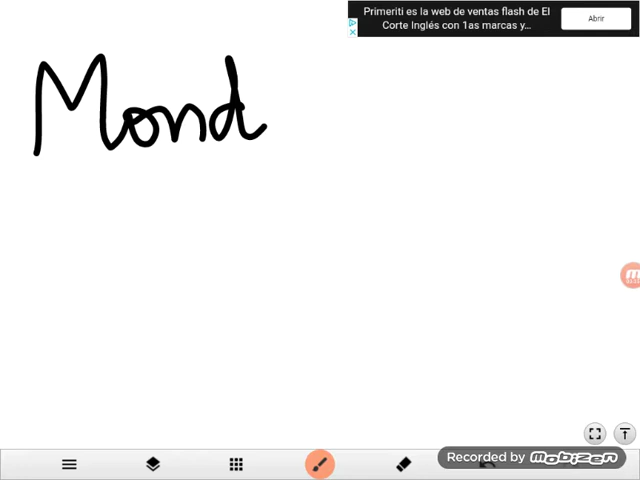 Primeriti es la web de ventas flash de El
Corte Inglés con 1as marcas y...
Abrir
Mond
Recorded by mobizen